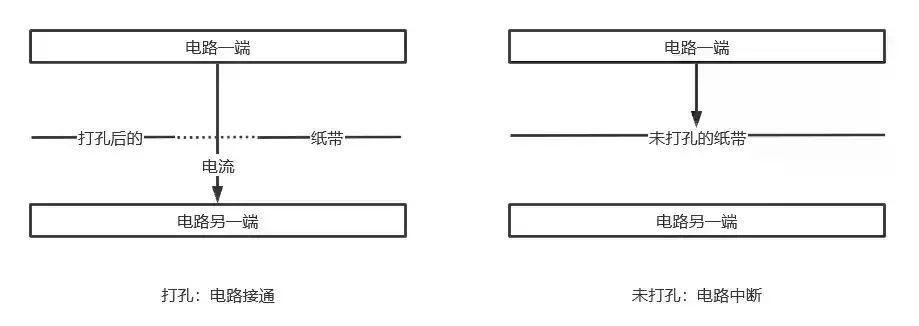 电路一端
打孔后的
纸带
电流
电路另一端
打孔：电路接通
电路一端
未打孔的纸带
电路另一端
未打孔：电路中断